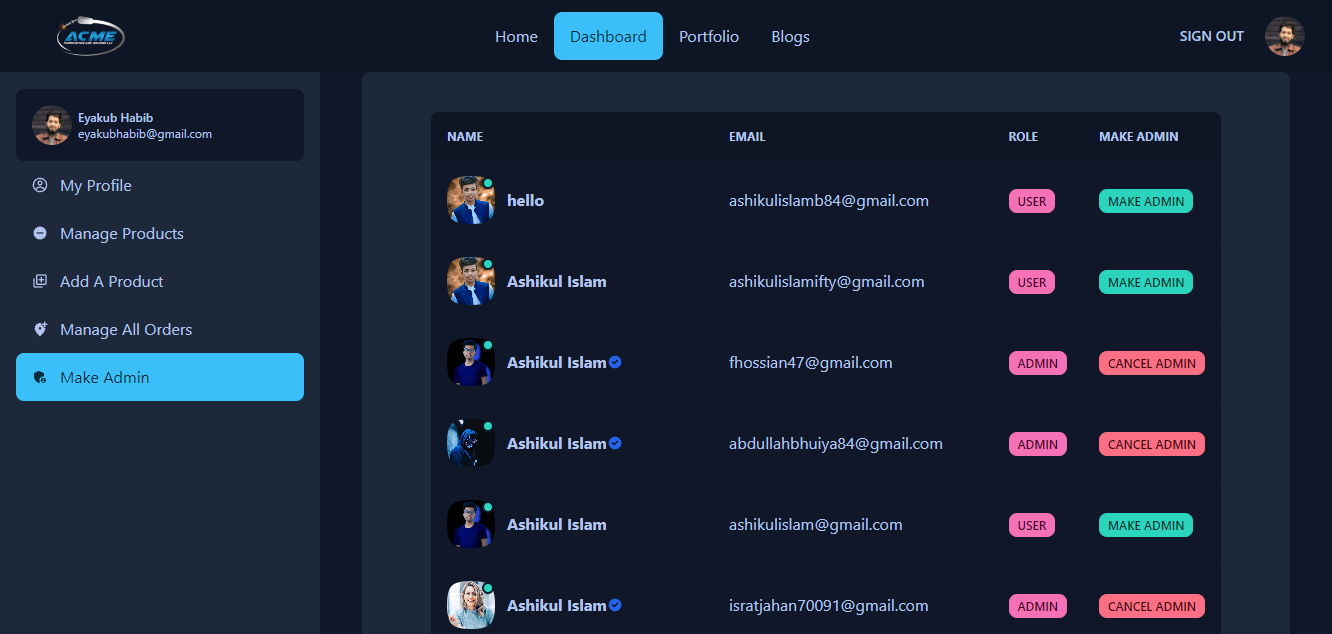 ACME
Home Dashboard Portfolio Blogs SIGN OUT
Eyakub Habib
eyakubhabib@gmail.com
My Profile
Manage Products
Add A Product
Manage All Orders
Make Admin
NAME EMAIL ROLE MAKE ADMIN
hello ashikulislamb84@gmail.com USER MAKE ADMIN
Ashikul Islam ashikulislamifty@gmail.com USER MAKE ADMIN
Ashikul Islam fhossian47@gmail.com ADMIN CANCEL ADMIN
Ashikul Islam abdullahbhuiya84@gmail.com ADMIN CANCEL ADMIN
Ashikul Islam ashikulislam@gmail.com USER MAKE ADMIN
Ashikul Islam isratjahan70091@gmail.com ADMIN CANCEL ADMIN